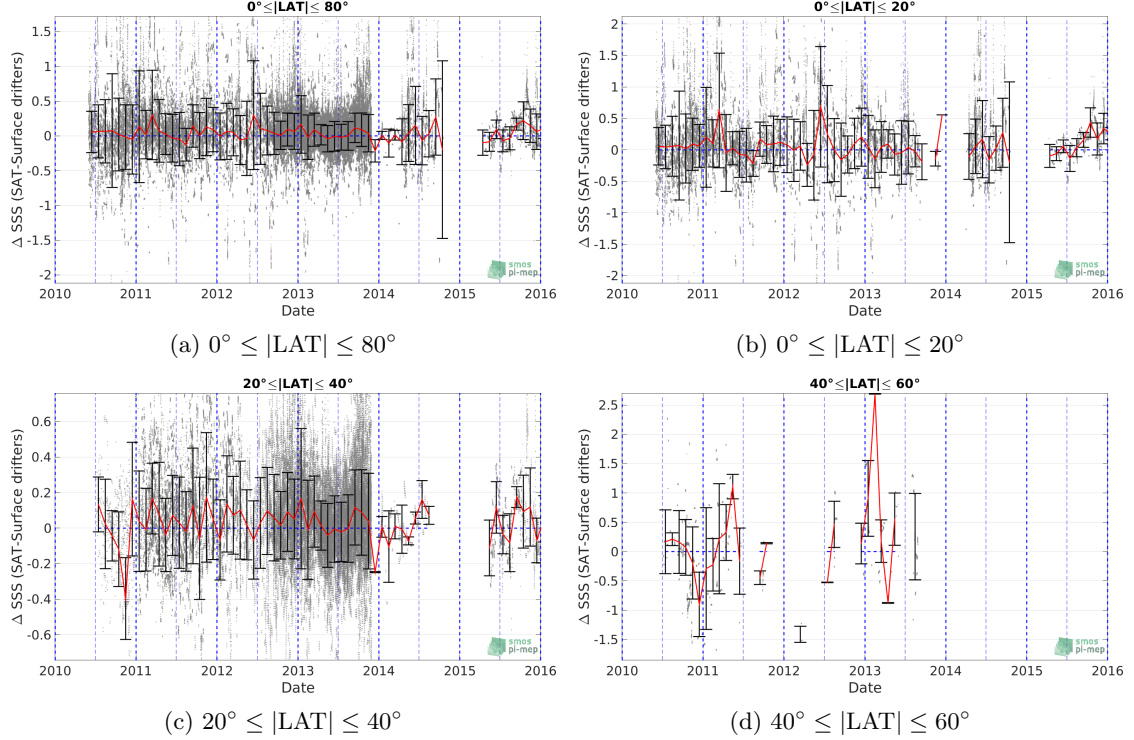 0°≤|LAT|≤ 80°
Δ SSS (SAT-Surface drifters)
1.5
1
0.5
0
-0.5
-1
-1.5
-2
smos
pi-mep
2010 2011 2012 2013 2014 2015 2016
Date
(a) 0° ≤ |LAT| ≤ 80°
0°≤|LAT|≤ 20°
Δ SSS (SAT-Surface drifters)
2
1.5
1
0.5
0
-0.5
-1
-1.5
-2
smos
pi-mep
2010 2011 2012 2013 2014 2015 2016
Date
(b) 0° ≤ |LAT| ≤ 20°
20°≤|LAT|≤ 40°
Δ SSS (SAT-Surface drifters)
0.6
0.4
0.2
0
-0.2
-0.4
-0.6
smos
pi-mep
2010 2011 2012 2013 2014 2015 2016
Date
(c) 20° ≤ |LAT| ≤ 40°
40°≤|LAT|≤ 60°
Δ SSS (SAT-Surface drifters)
2.5
2
1.5
1
0.5
0
-0.5
-1
-1.5
smos
pi-mep
2010 2011 2012 2013 2014 2015 2016
Date
(d) 40° ≤ |LAT| ≤ 60°